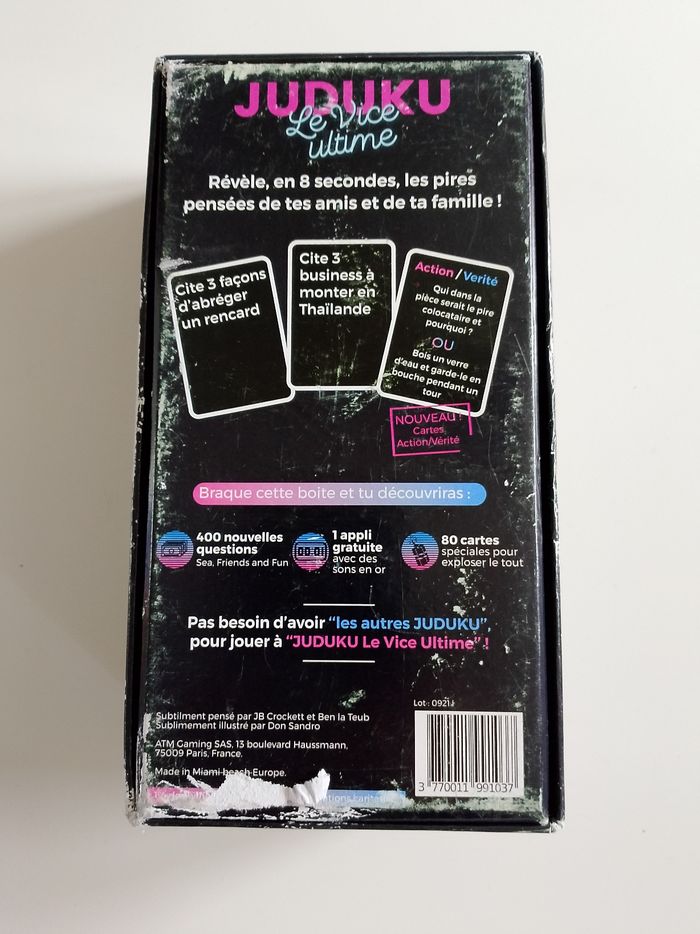 JUDUKU
Le Vice
ultime
Révèle, en 8 secondes, les pires
pensées de tes amis et de ta famille !
Cite 3 façons
d'abréger
un rencard
Cite 3
business à
monter en
Thaïlande
Action / Verité
Qui dans la
pièce serait le pire
colocataire et
pourquoi ?
OU
Bois un verre
d'eau et garde-le en
bouche pendant un
tour
NOUVEAU !
Cartes
Action/Vérité
Braque cette boite et tu découvriras :
400 nouvelles
questions
Sea, Friends and Fun
1 appli
gratuite
avec des
sons en or
80 cartes
spéciales pour
exploser le tout
Pas besoin d'avoir "les autres JUDUKU"
pour jouer à "JUDUKU Le Vice Ultime" !
Subtilment pensé par JB Crockett et Ben la Teub
Sublimement illustré par Don Sandro
ATM Gaming SAS, 13 boulevard Haussmann,
75009 Paris, France.
Made in Miami beach Europe.
Lot : 0921J
3 770011 991037